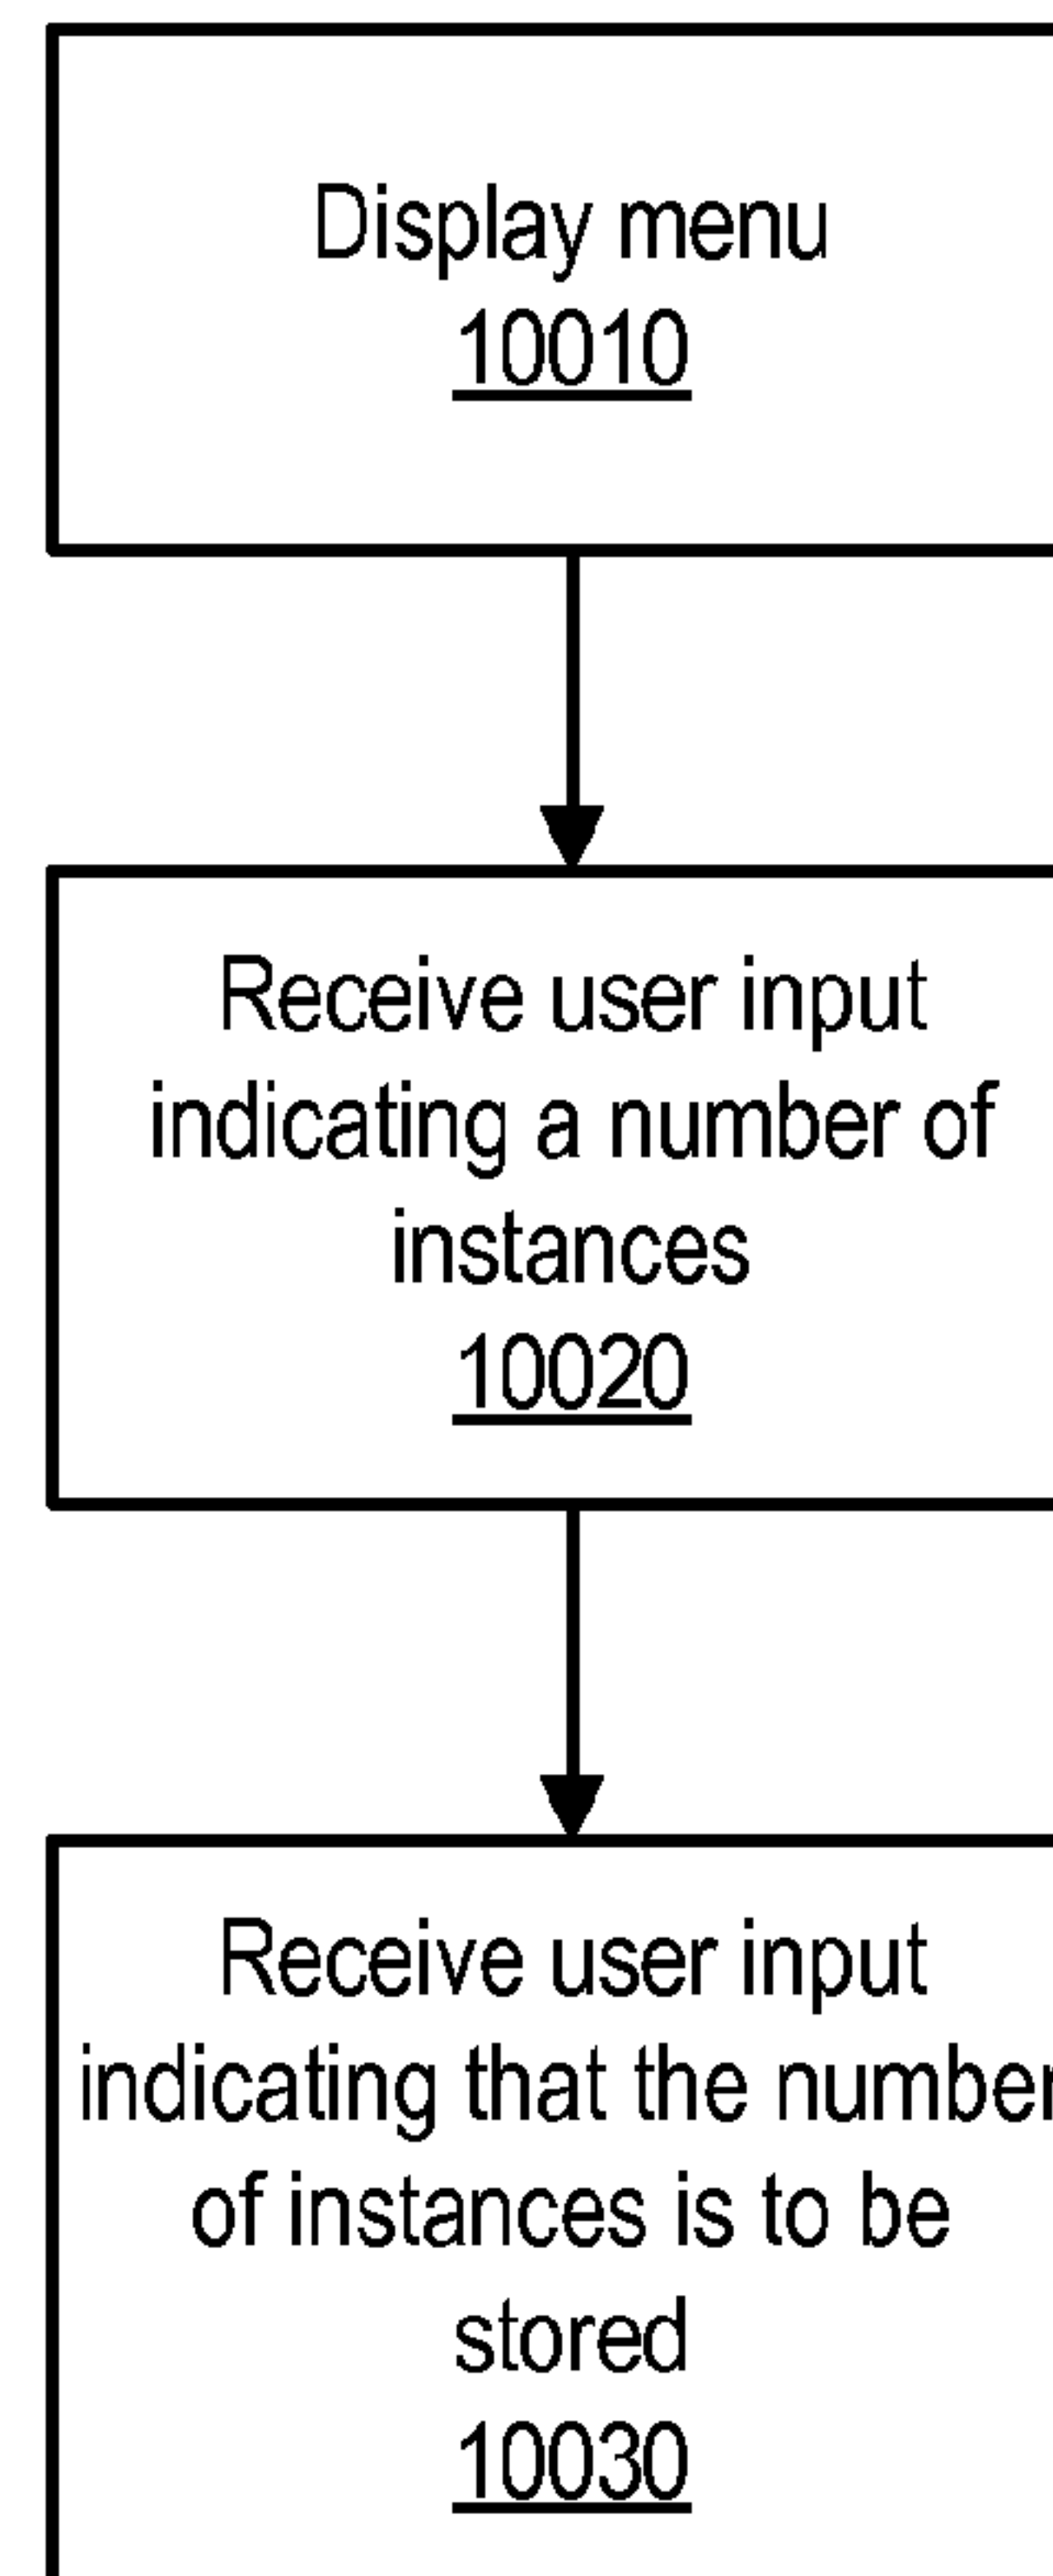 Display menu
10010
Receive user input
indicating a number of
instances
10020
Receive user input
indicating that the number
of instances is to be
stored
10030